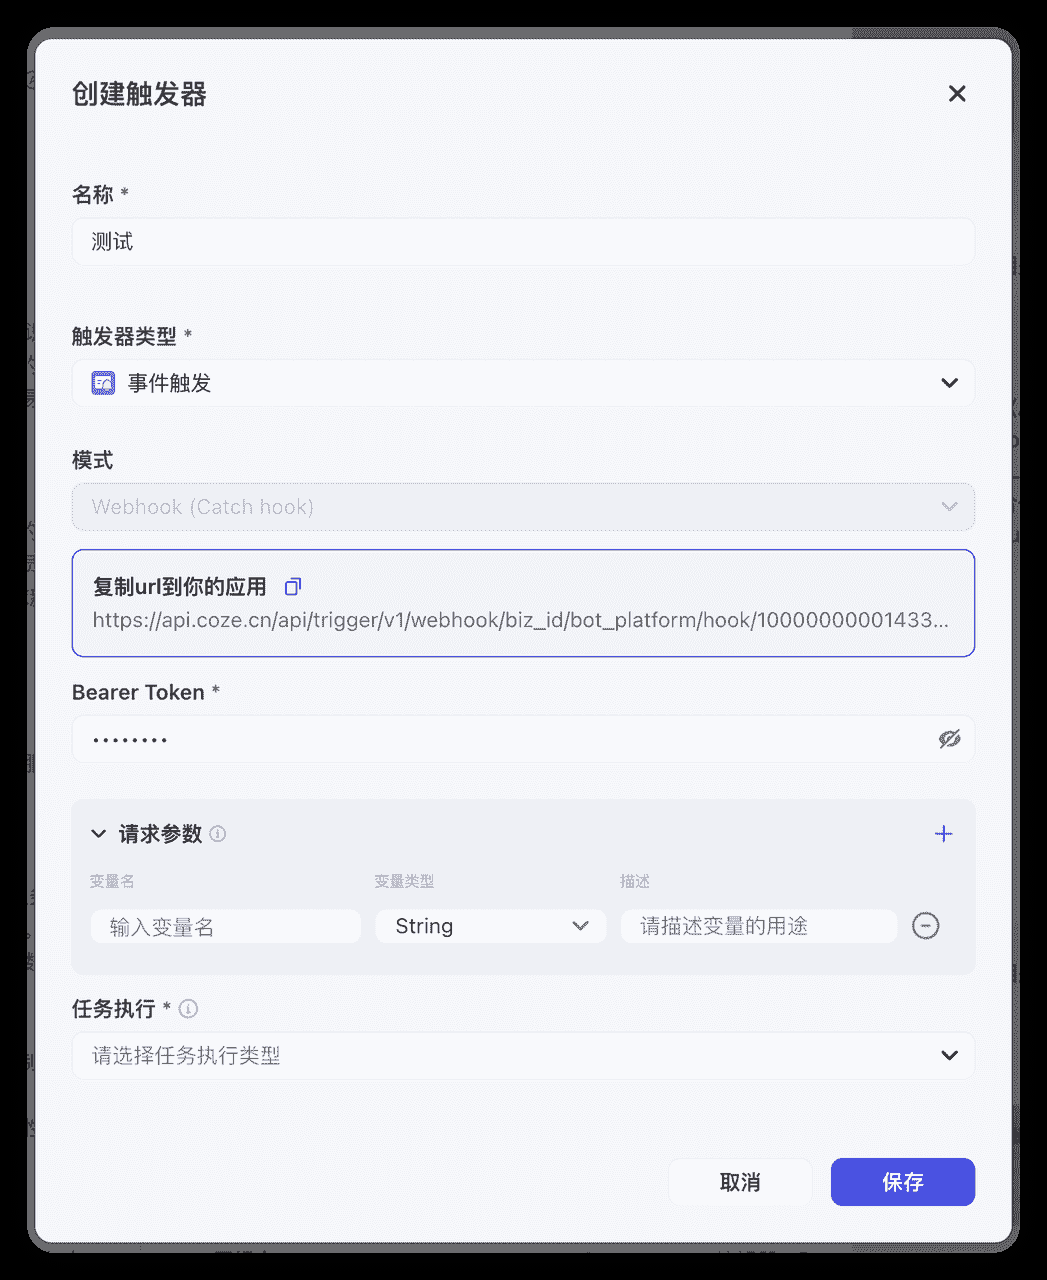 创建触发器
名称 *
测试
触发器类型 *
事件触发
模式
Webhook (Catch hook)
复制url到你的应用
https://api.coze.cn/api/trigger/v1/webhook/biz_id/bot_platform/hook/10000000001433...
Bearer Token *
••••••••
请求参数
变量名 变量类型 描述
输入变量名 String 请描述变量的用途
任务执行 *
请选择任务执行类型
取消 保存